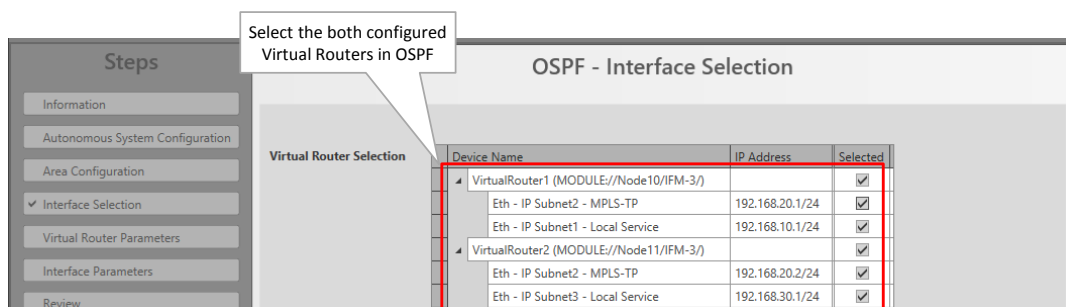 Select the both configured
Virtual Routers in OSPF
Steps
OSPF - Interface Selection
Information
Autonomous System Configuration
Area Configuration
Interface Selection
Virtual Router Parameters
Interface Parameters
Review
Virtual Router Selection
Device Name IP Address Selected
VirtualRouter1 (MODULE://Node10/IFM-3/)
Eth - IP Subnet2 - MPLS-TP 192.168.20.1/24
Eth - IP Subnet1 - Local Service 192.168.10.1/24
VirtualRouter2 (MODULE://Node11/IFM-3/)
Eth - IP Subnet2 - MPLS-TP 192.168.20.2/24
Eth - IP Subnet3 - Local Service 192.168.30.1/24